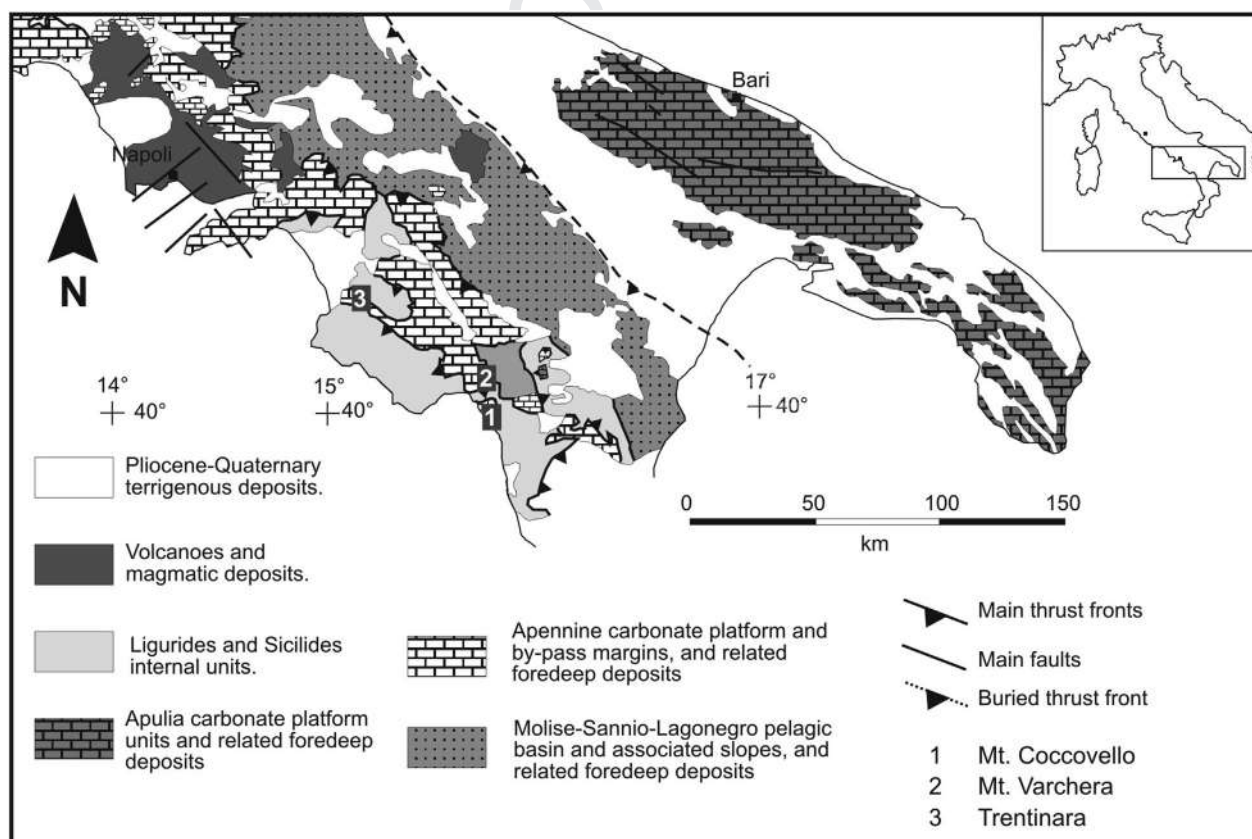 Bari
Napoli
N
3
2
1
14°
40°
15°
40°
17°
40°
Pliocene-Quaternary
terrigenous deposits.
Volcanoes and
magmatic deposits.
Ligurides and Sicilides
internal units.
Apulia carbonate platform
units and related foredeep
deposits
Apennine carbonate platform and
by-pass margins, and related
foredeep deposits
Molise-Sannio-Lagonegro pelagic
basin and associated slopes, and
related foredeep deposits
0 50 100 150
km
Main thrust fronts
Main faults
Buried thrust front
1 Mt. Coccovello
2 Mt. Varchera
3 Trentinara